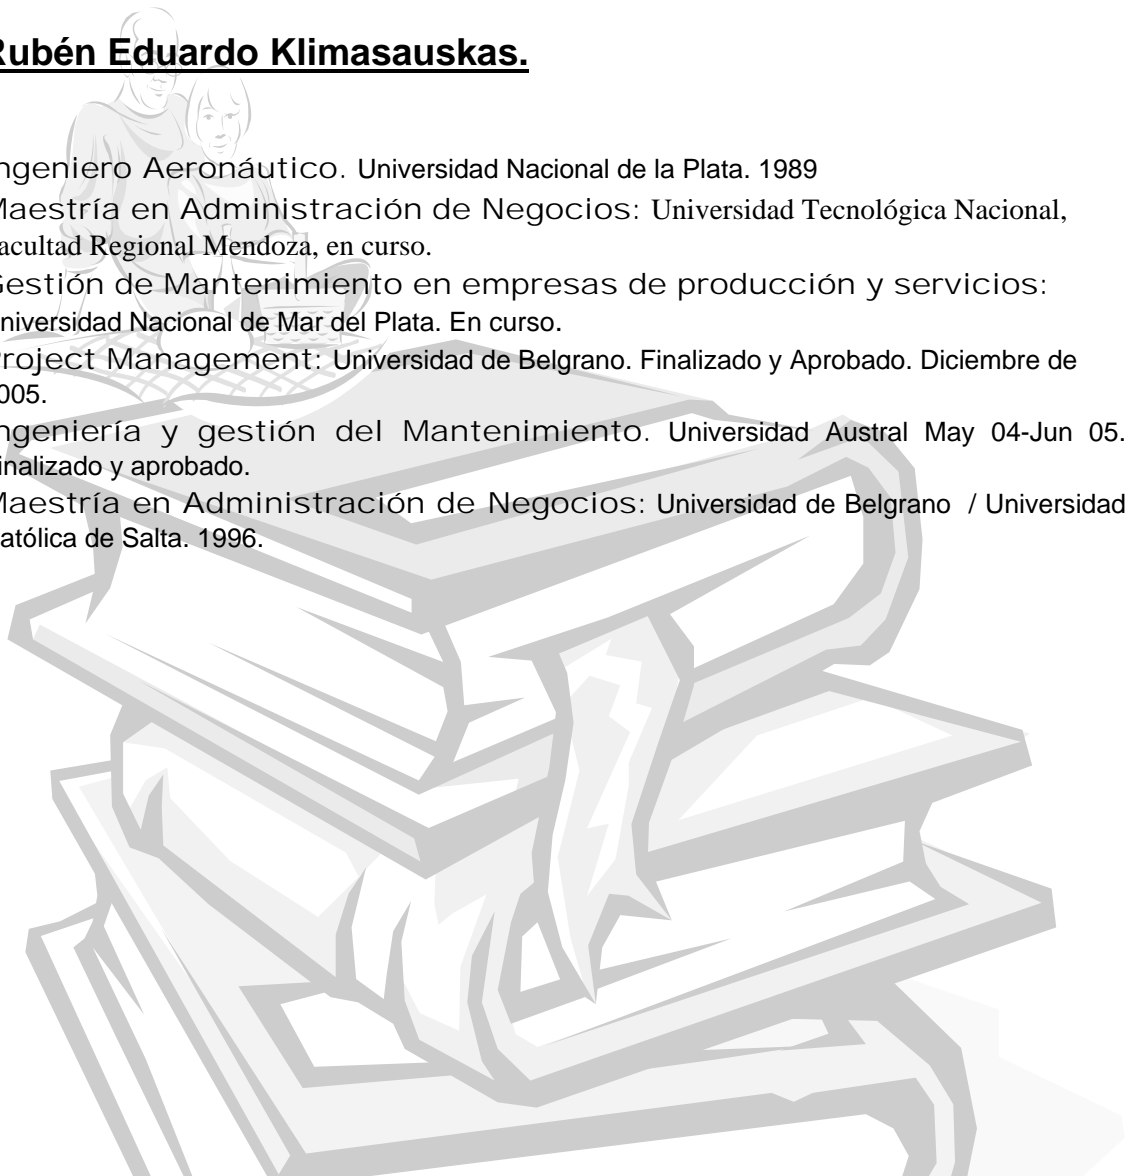 Rubén Eduardo Klimasauskas.
ngeniero Aeronáutico. Universidad Nacional de la Plata. 1989
Maestría en Administración de Negocios: Universidad Tecnológica Nacional,
acultad Regional Mendoza, en curso.
Gestión de Mantenimiento en empresas de producción y servicios:
niversidad Nacional de Mar del Plata. En curso.
Project Management: Universidad de Belgrano. Finalizado y Aprobado. Diciembre de
005.
ngeniería y gestión del Mantenimiento. Universidad Austral May 04-Jun 05.
inalizado y aprobado.
Maestría en Administración de Negocios: Universidad de Belgrano / Universidad
atólica de Salta. 1996.